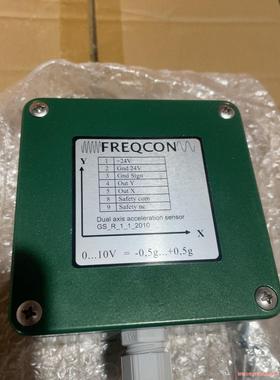 FREQCON
Y
1 +24V
2 Gnd 24V
3 Gnd Sign
4 Out Y
5 Out X
8 Safety com
9 Safety nc
Dual axis acceleration sensor
GS_R_1_1_2010
X
0...10V = -0,5g...+0,5g